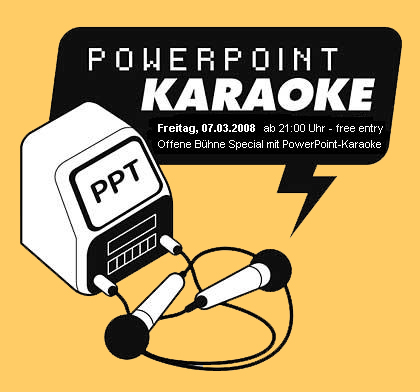 POWERPOINT
KARAOKE
Freitag, 07.03.2008 ab 21:00 Uhr - free entry
Offene Bühne Special mit PowerPoint-Karaoke
PPT